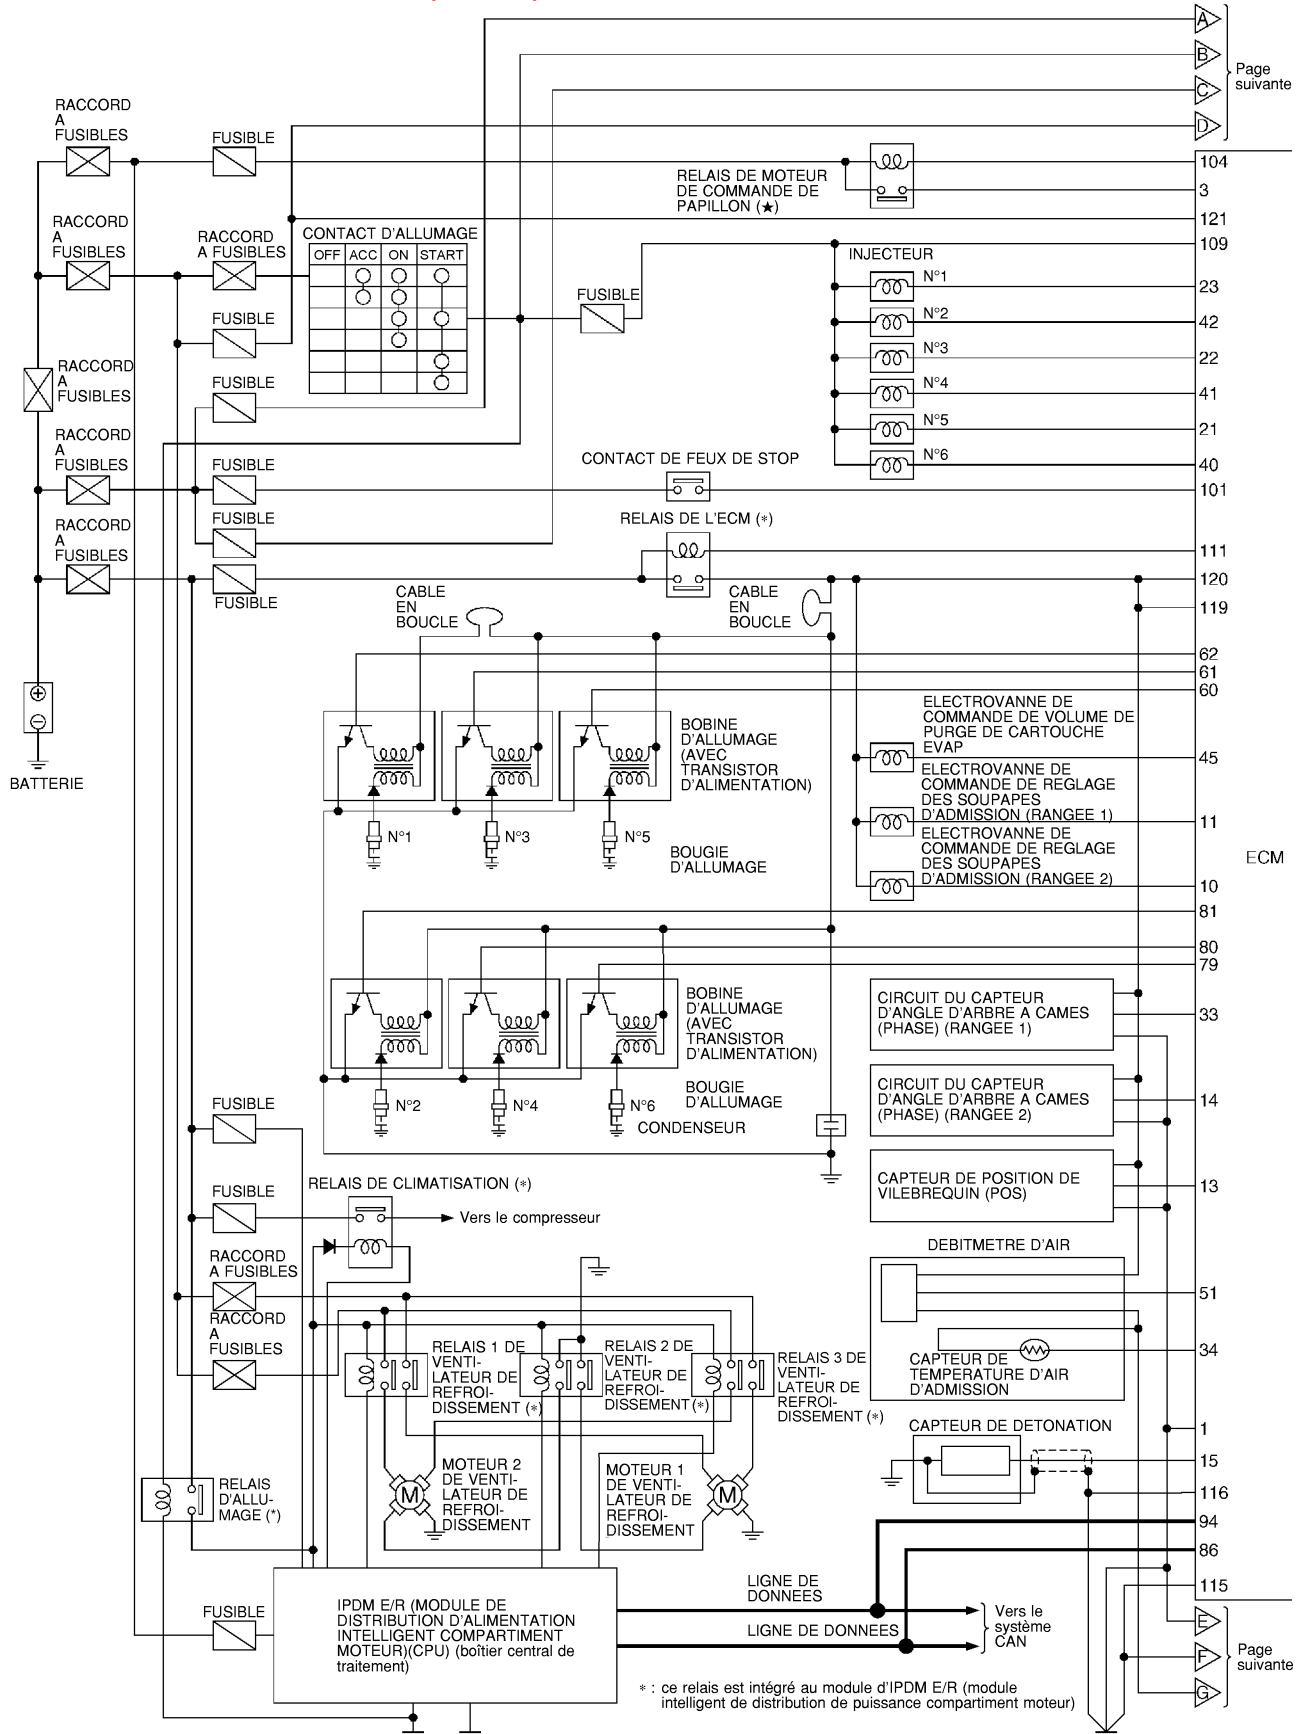 A
B
C
D
Page
suivante
RACCORD
A
FUSIBLES
FUSIBLE
RELAIS DE MOTEUR
DE COMMANDE DE
PAPILLON (★)
104
3
121
109
RACCORD
A
FUSIBLES
RACCORD
A FUSIBLES
CONTACT D'ALLUMAGE
OFF ACC ON START
FUSIBLE
FUSIBLE
INJECTEUR
N°1
23
N°2
42
N°3
22
N°4
41
N°5
21
N°6
40
RACCORD
A
FUSIBLES
FUSIBLE
RACCORD
A
FUSIBLES
FUSIBLE
CONTACT DE FEUX DE STOP
101
RACCORD
A
FUSIBLES
FUSIBLE
RELAIS DE L'ECM (*)
111
120
119
FUSIBLE
CABLE
EN
BOUCLE
CABLE
EN
BOUCLE
62
61
60
BATTERIE
BOBINE
D'ALLUMAGE
(AVEC
TRANSISTOR
D'ALIMENTATION)
N°1
N°3
N°5
BOUGIE
D'ALLUMAGE
ELECTROVANNE DE
COMMANDE DE VOLUME DE
PURGE DE CARTOUCHE
EVAP
45
ELECTROVANNE DE
COMMANDE DE REGLAGE
DES SOUPAPES
D'ADMISSION (RANGEE 1)
11
ELECTROVANNE DE
COMMANDE DE REGLAGE
DES SOUPAPES
D'ADMISSION (RANGEE 2)
10
ECM
81
80
79
BOBINE
D'ALLUMAGE
(AVEC
TRANSISTOR
D'ALIMENTATION)
N°2
N°4
N°6
BOUGIE
D'ALLUMAGE
CONDENSEUR
CIRCUIT DU CAPTEUR
D'ANGLE D'ARBRE A CAMES
(PHASE) (RANGEE 1)
33
CIRCUIT DU CAPTEUR
D'ANGLE D'ARBRE A CAMES
(PHASE) (RANGEE 2)
14
CAPTEUR DE POSITION DE
VILEBREQUIN (POS)
13
FUSIBLE
FUSIBLE
RELAIS DE CLIMATISATION (*)
Vers le compresseur
RACCORD
A FUSIBLES
RACCORD
A
FUSIBLES
DEBITMETRE D'AIR
51
34
CAPTEUR DE
TEMPERATURE D'AIR
D'ADMISSION
RELAIS 1 DE
VENTI-
LATEUR DE
REFROI-
DISSEMENT (*)
RELAIS 2 DE
VENTI-
LATEUR DE
REFROI-
DISSEMENT (*)
RELAIS 3 DE
VENTI-
LATEUR DE
REFROI-
DISSEMENT (*)
CAPTEUR DE DETONATION
1
15
116
94
86
115
RELAIS
D'ALLU-
MAGE (*)
M
MOTEUR 2
DE VENTI-
LATEUR DE
REFROI-
DISSEMENT
MOTEUR 1
DE VENTI-
LATEUR DE
REFROI-
DISSEMENT
M
FUSIBLE
IPDM E/R (MODULE DE
DISTRIBUTION D'ALIMENTATION
INTELLIGENT COMPARTIMENT
MOTEUR)(CPU) (boîtier central de
traitement)
LIGNE DE
DONNEES
LIGNE DE DONNEES
Vers le
système
CAN
E
F
G
Page
suivante
* : ce relais est intégré au module d'IPDM E/R (module
intelligent de distribution de puissance compartiment moteur)